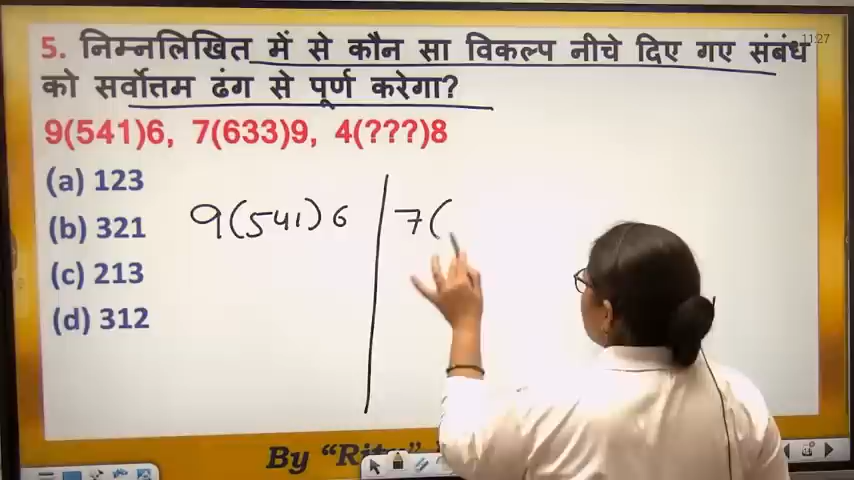 11:27
5. निम्नलिखित में से कौन सा विकल्प नीचे दिए गए संबंध
को सर्वोत्तम ढंग से पूर्ण करेगा?
9(541)6, 7(633)9, 4(???)8
(a) 123
(b) 321
(c) 213
(d) 312
9(541)6
7(
By